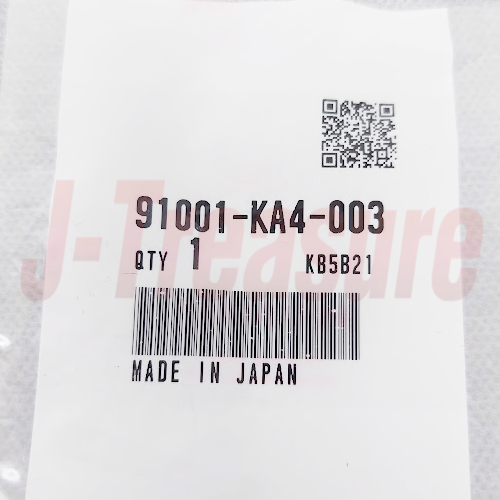 91001-KA4-003
QTY 1 KB5B21
MADE IN JAPAN
J-Treasure